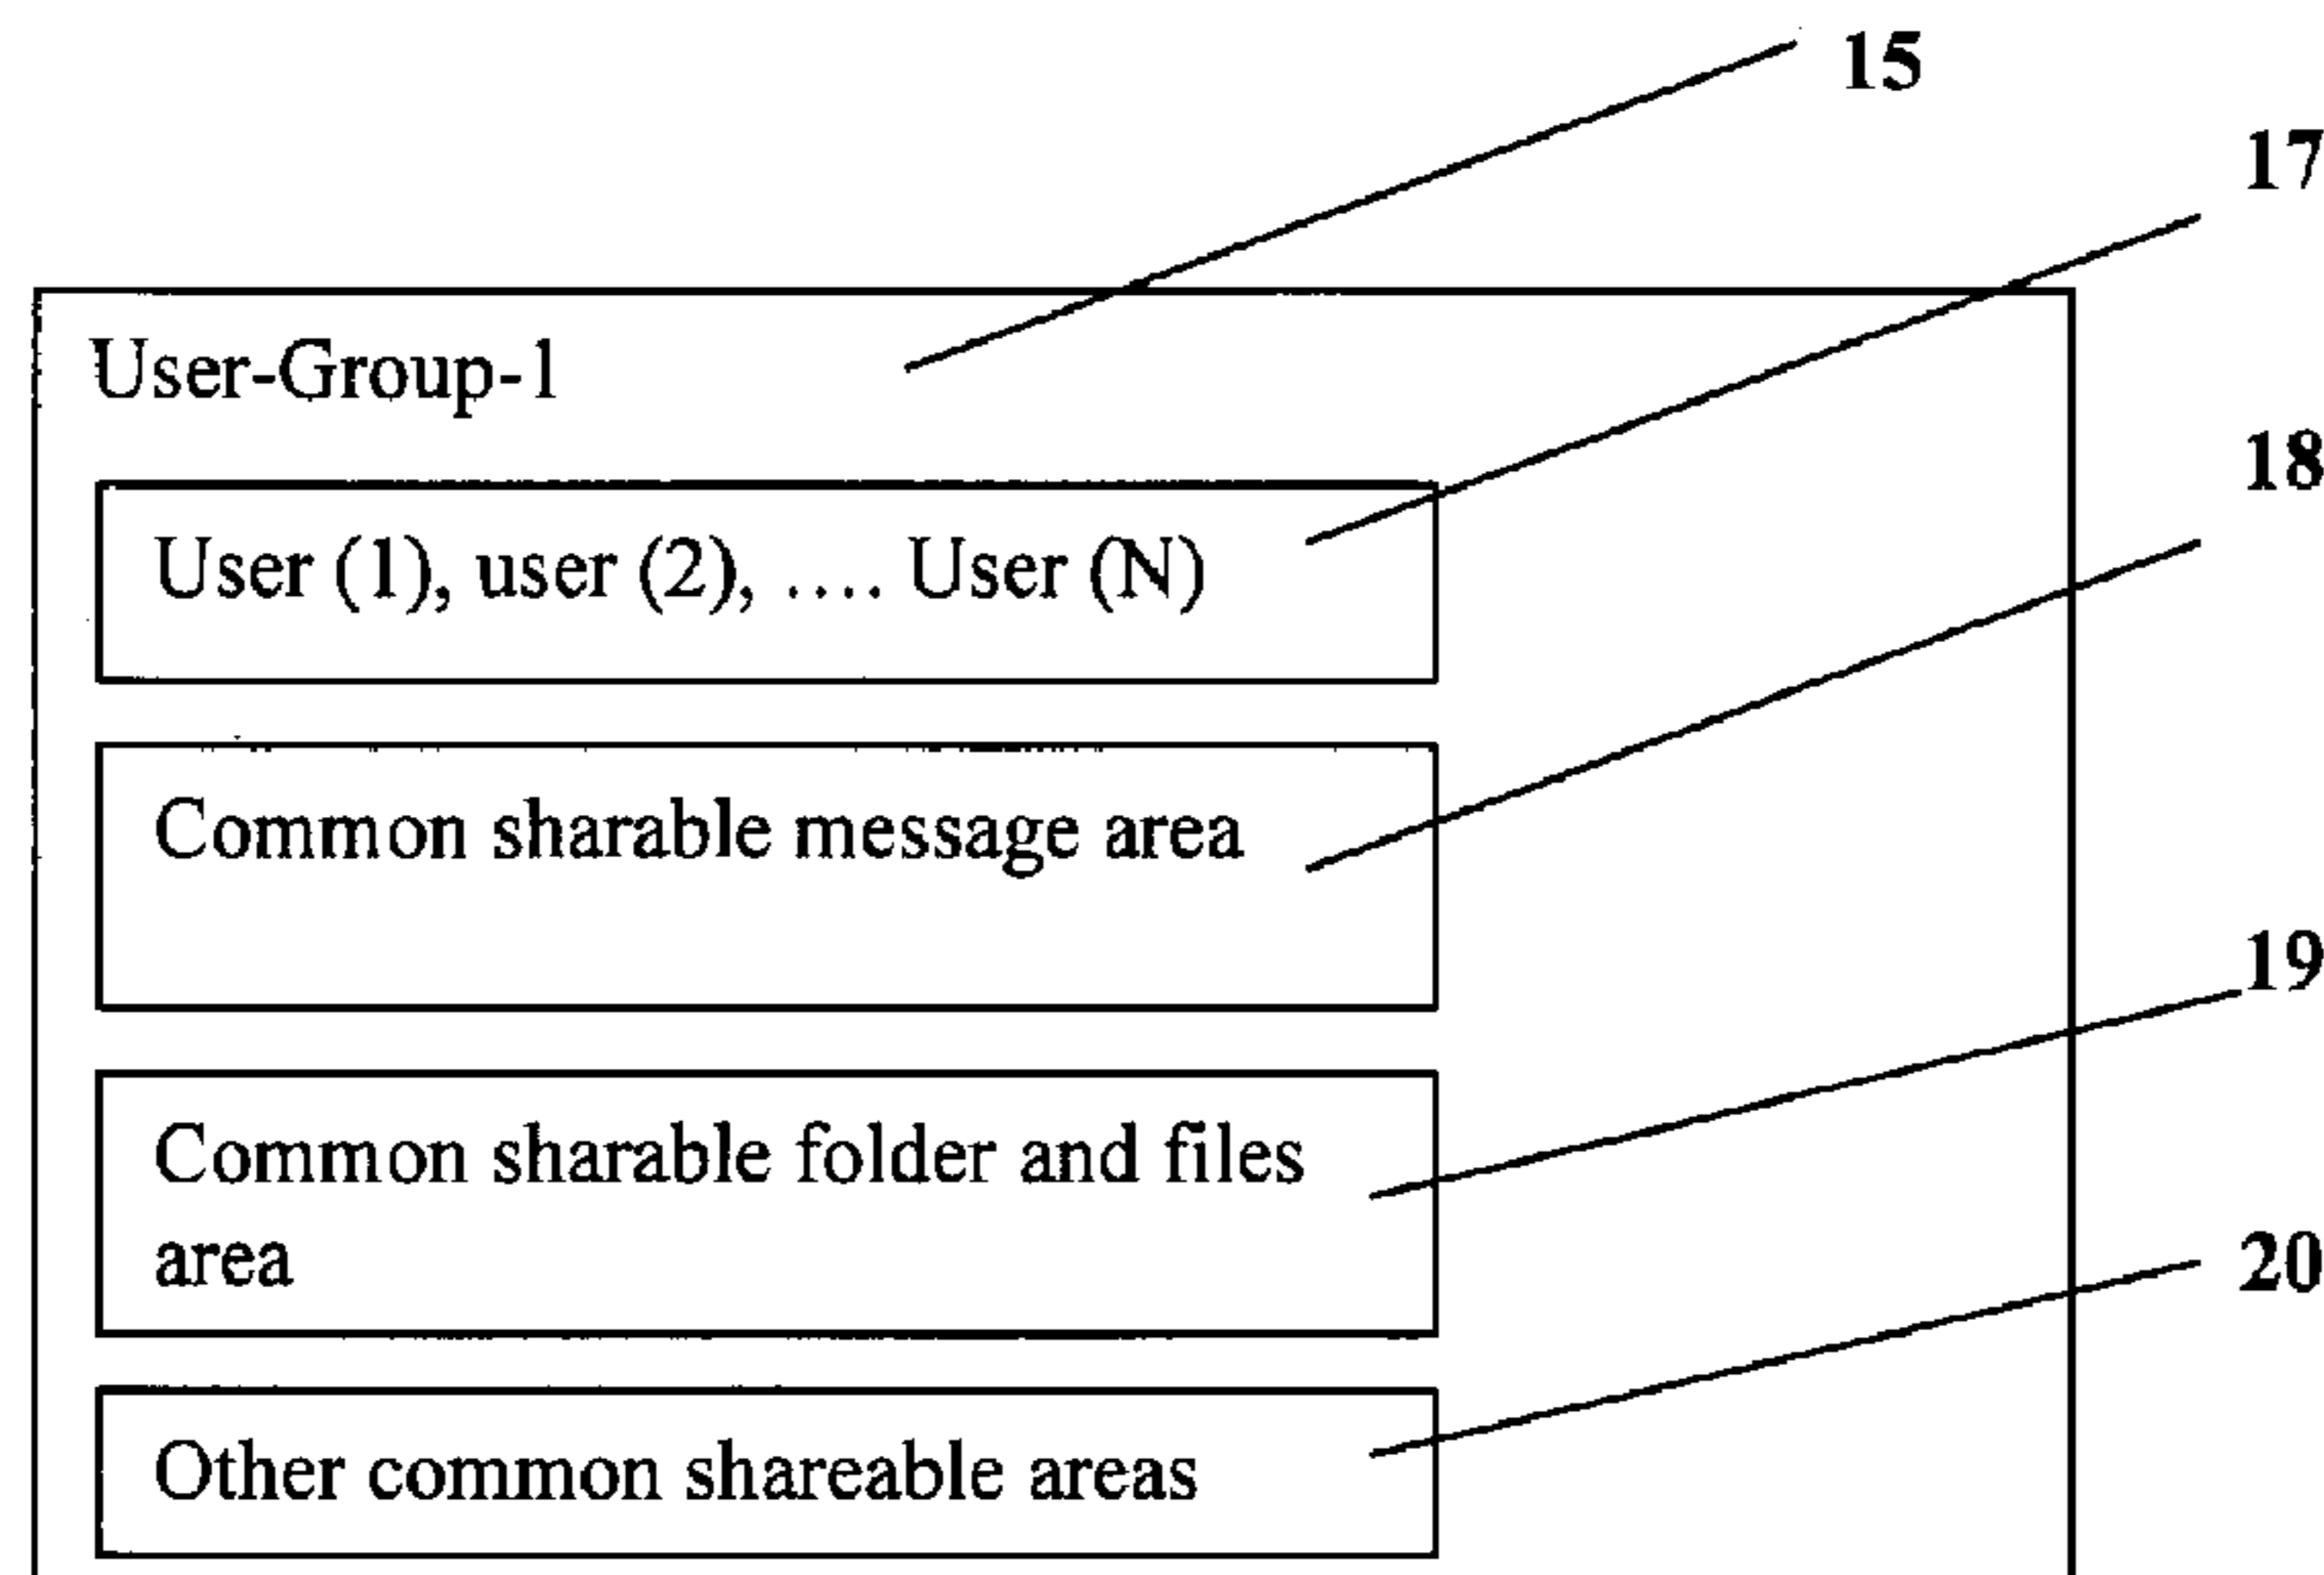 15
17
User-Group-1
18
User (1), user (2), .... User (N)
Common sharable message area
19
Common sharable folder and files
area
20
Other common shareable areas